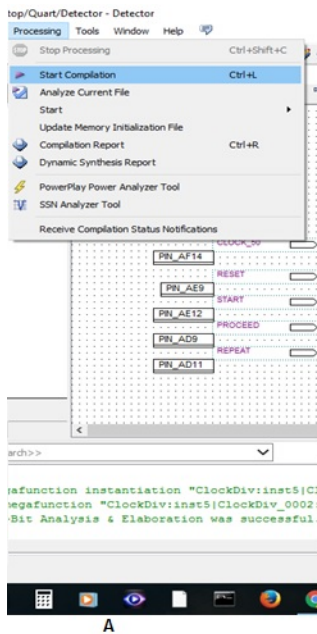 top/Quart/Detector - Detector
Processing Tools Window Help
Stop Processing Ctrl+Shift+C
Start Compilation Ctrl+L
Analyze Current File
Start
Update Memory Initialization File
Compilation Report Ctrl+R
Dynamic Synthesis Report
PowerPlay Power Analyzer Tool
SSN Analyzer Tool
Receive Compilation Status Notifications
CLOCK_50
PIN_AF14
RESET
PIN_AE9
START
PIN_AE12
PROCEED
PIN_AD9
REPEAT
PIN_AD11
arch>>
gafunction instantiation "ClockDiv:inst5|Cl
megafunction "ClockDiv:inst5|ClockDiv_0002:
-Bit Analysis & Elaboration was successful.
A